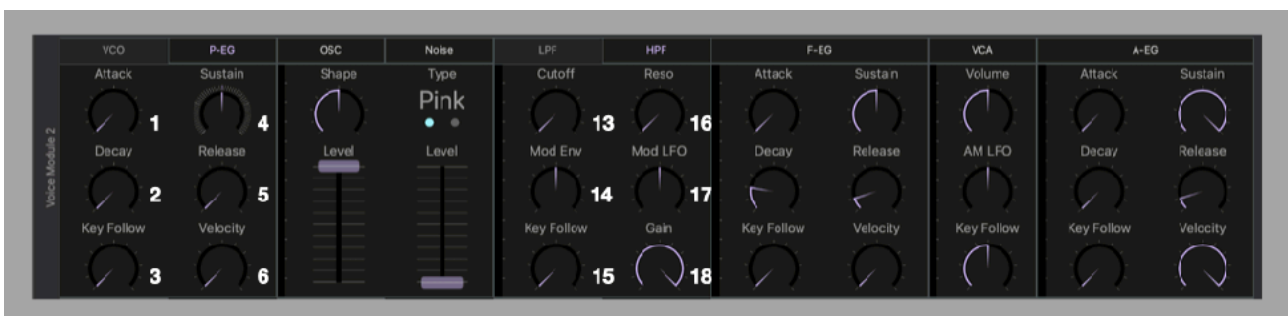 VCO P-EG OSC Noise LPF HPF F-EG VCA A-EG
Attack Sustain Shape Type Cutoff Reso Attack Sustain Volume Attack Sustain
Pink
1 4 13 16
Decay Release Level Level Mod Env Mod LFO Decay Release AM LFO Decay Release
2 5 14 17
Key Follow Velocity Key Follow Gain Key Follow Velocity Key Follow Key Follow Velocity
3 6 15 18
Voice Module 2